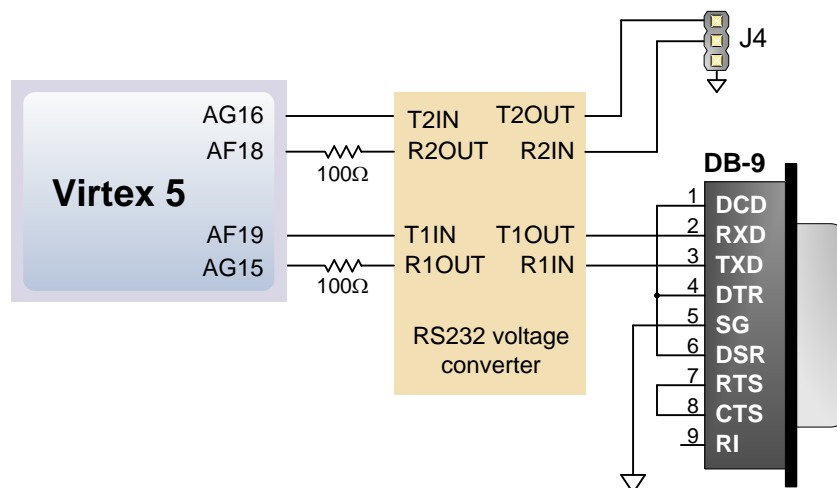 J4
AG16
T2IN
T2OUT
AF18
100Ω
R2OUT
R2IN
Virtex 5
AF19
T1IN
T1OUT
AG15
100Ω
R1OUT
R1IN
RS232 voltage
converter
DB-9
1 DCD
2 RXD
3 TXD
4 DTR
5 SG
6 DSR
7 RTS
8 CTS
9 RI